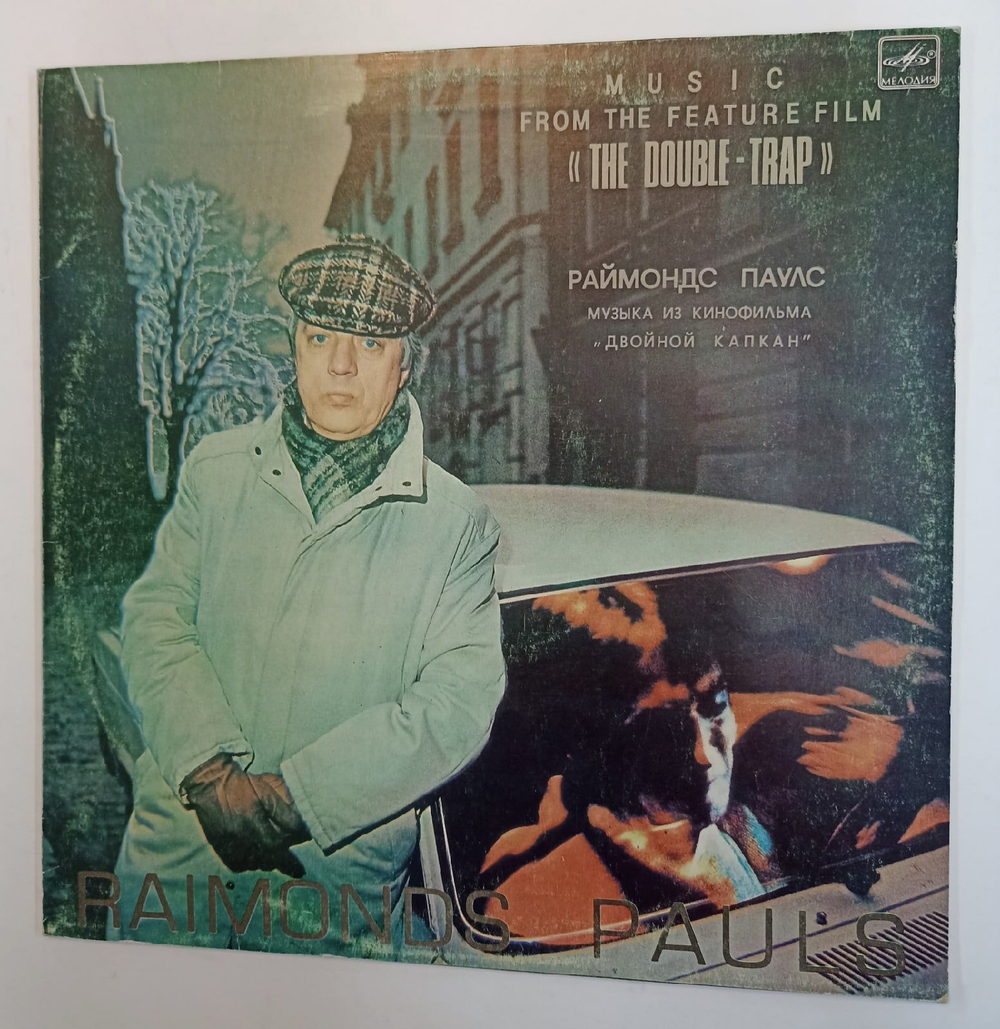 МЕЛОДИЯ
MUSIC
FROM THE FEATURE FILM
« THE DOUBLE-TRAP »
РАЙМОНДС ПАУЛС
МУЗЫКА ИЗ КИНОФИЛЬМА
„ДВОЙНОЙ КАПКАН”
RAIMONDS PAULS